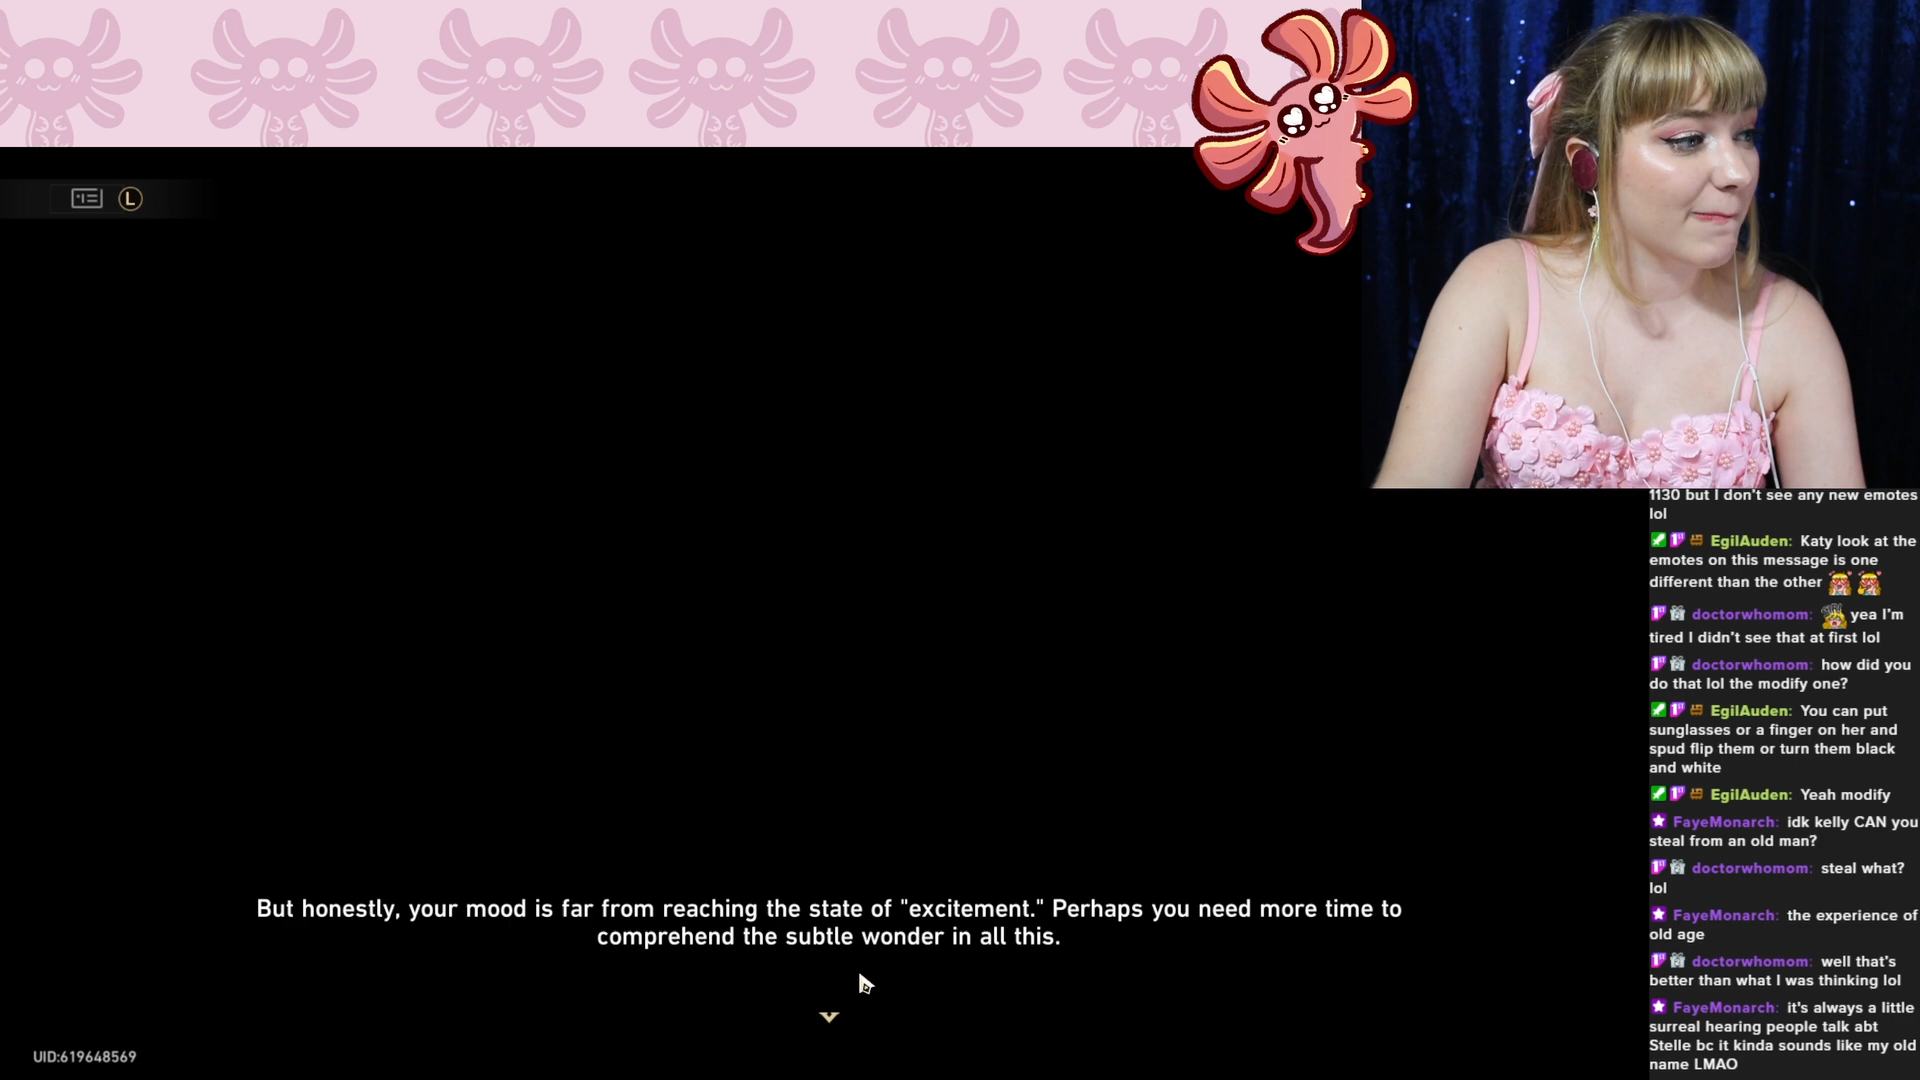 L
1130 but I don't see any new emotes
lol
EgilAuden: Katy look at the
emotes on this message is one
different than the other
doctorwhomom: yea I'm
tired I didn't see that at first lol
doctorwhomom: how did you
do that lol the modify one?
EgilAuden: You can put
sunglasses or a finger on her and
spud flip them or turn them black
and white
EgilAuden: Yeah modify
FayeMonarch: idk kelly CAN you
steal from an old man?
doctorwhomom: steal what?
lol
FayeMonarch: the experience of
old age
doctorwhomom: well that's
better than what I was thinking lol
FayeMonarch: it's always a little
surreal hearing people talk abt
Stelle bc it kinda sounds like my old
name LMAO
But honestly, your mood is far from reaching the state of "excitement." Perhaps you need more time to
comprehend the subtle wonder in all this.
UID:619648569